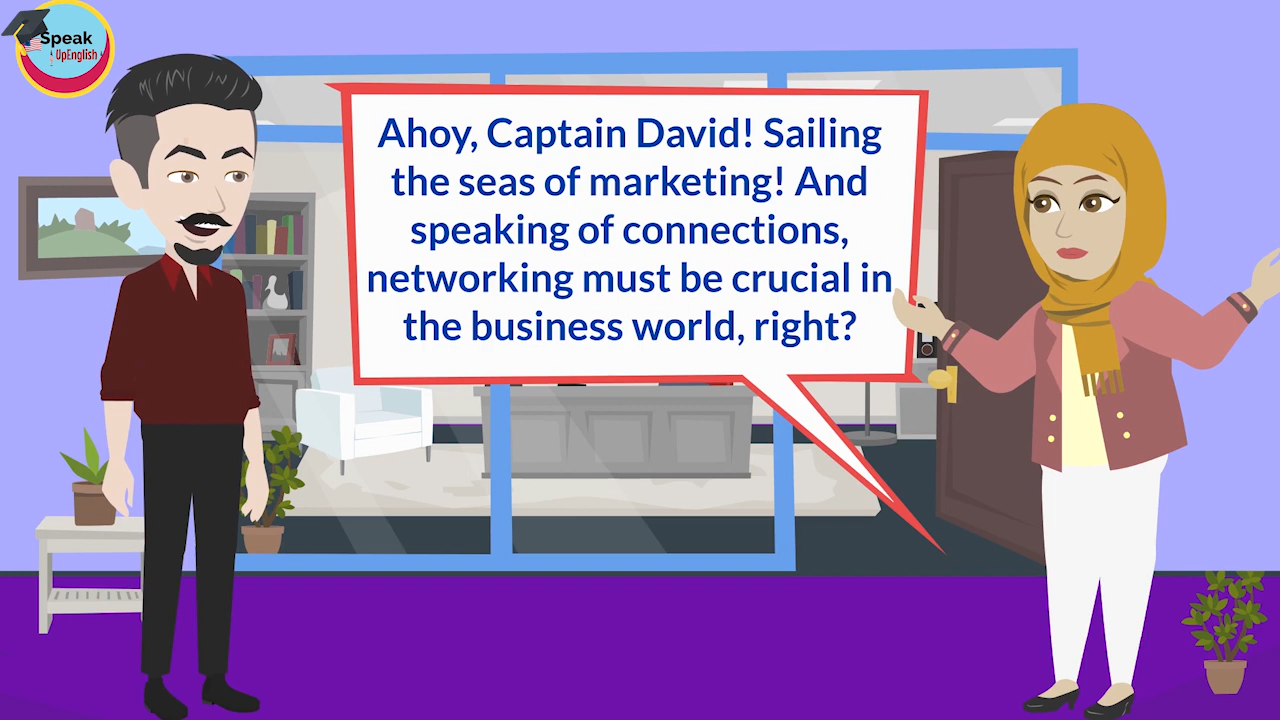 Speak
UpEnglish
Ahoy, Captain David! Sailing
the seas of marketing! And
speaking of connections,
networking must be crucial in
the business world, right?